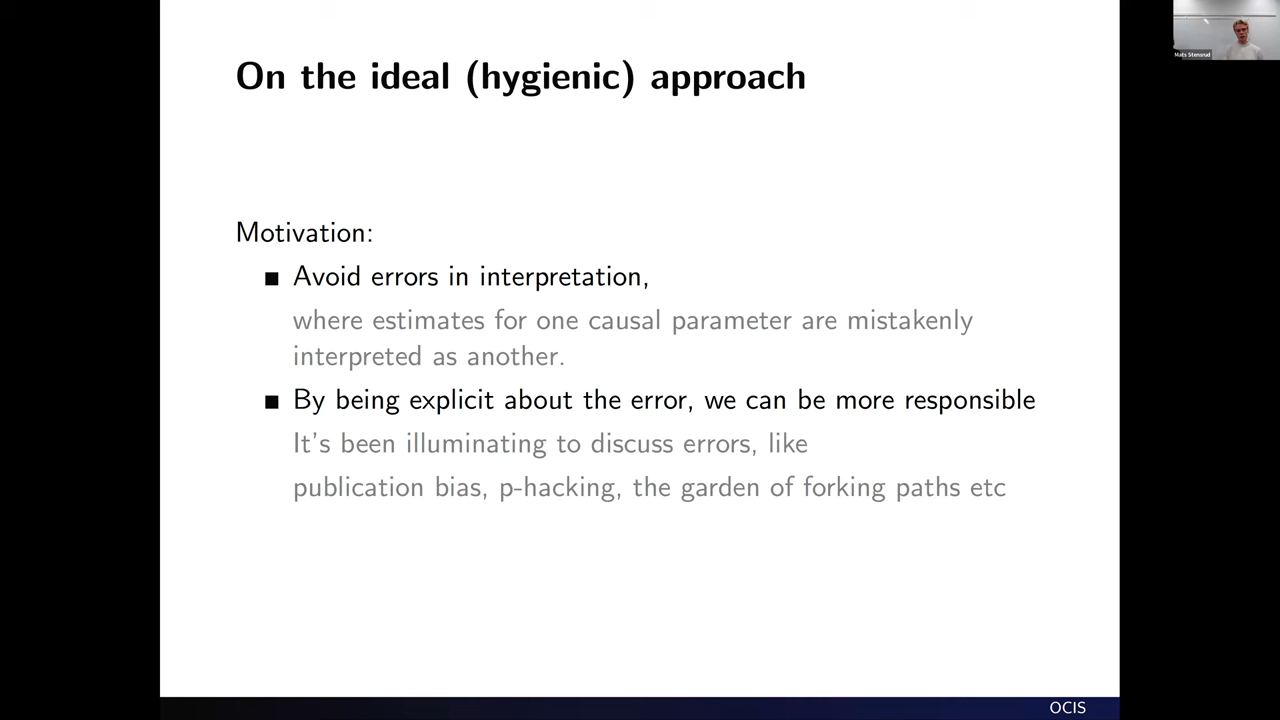 Mats Stensrud
On the ideal (hygienic) approach
Motivation:
■ Avoid errors in interpretation,
where estimates for one causal parameter are mistakenly
interpreted as another.
■ By being explicit about the error, we can be more responsible
It's been illuminating to discuss errors, like
publication bias, p-hacking, the garden of forking paths etc
OCIS